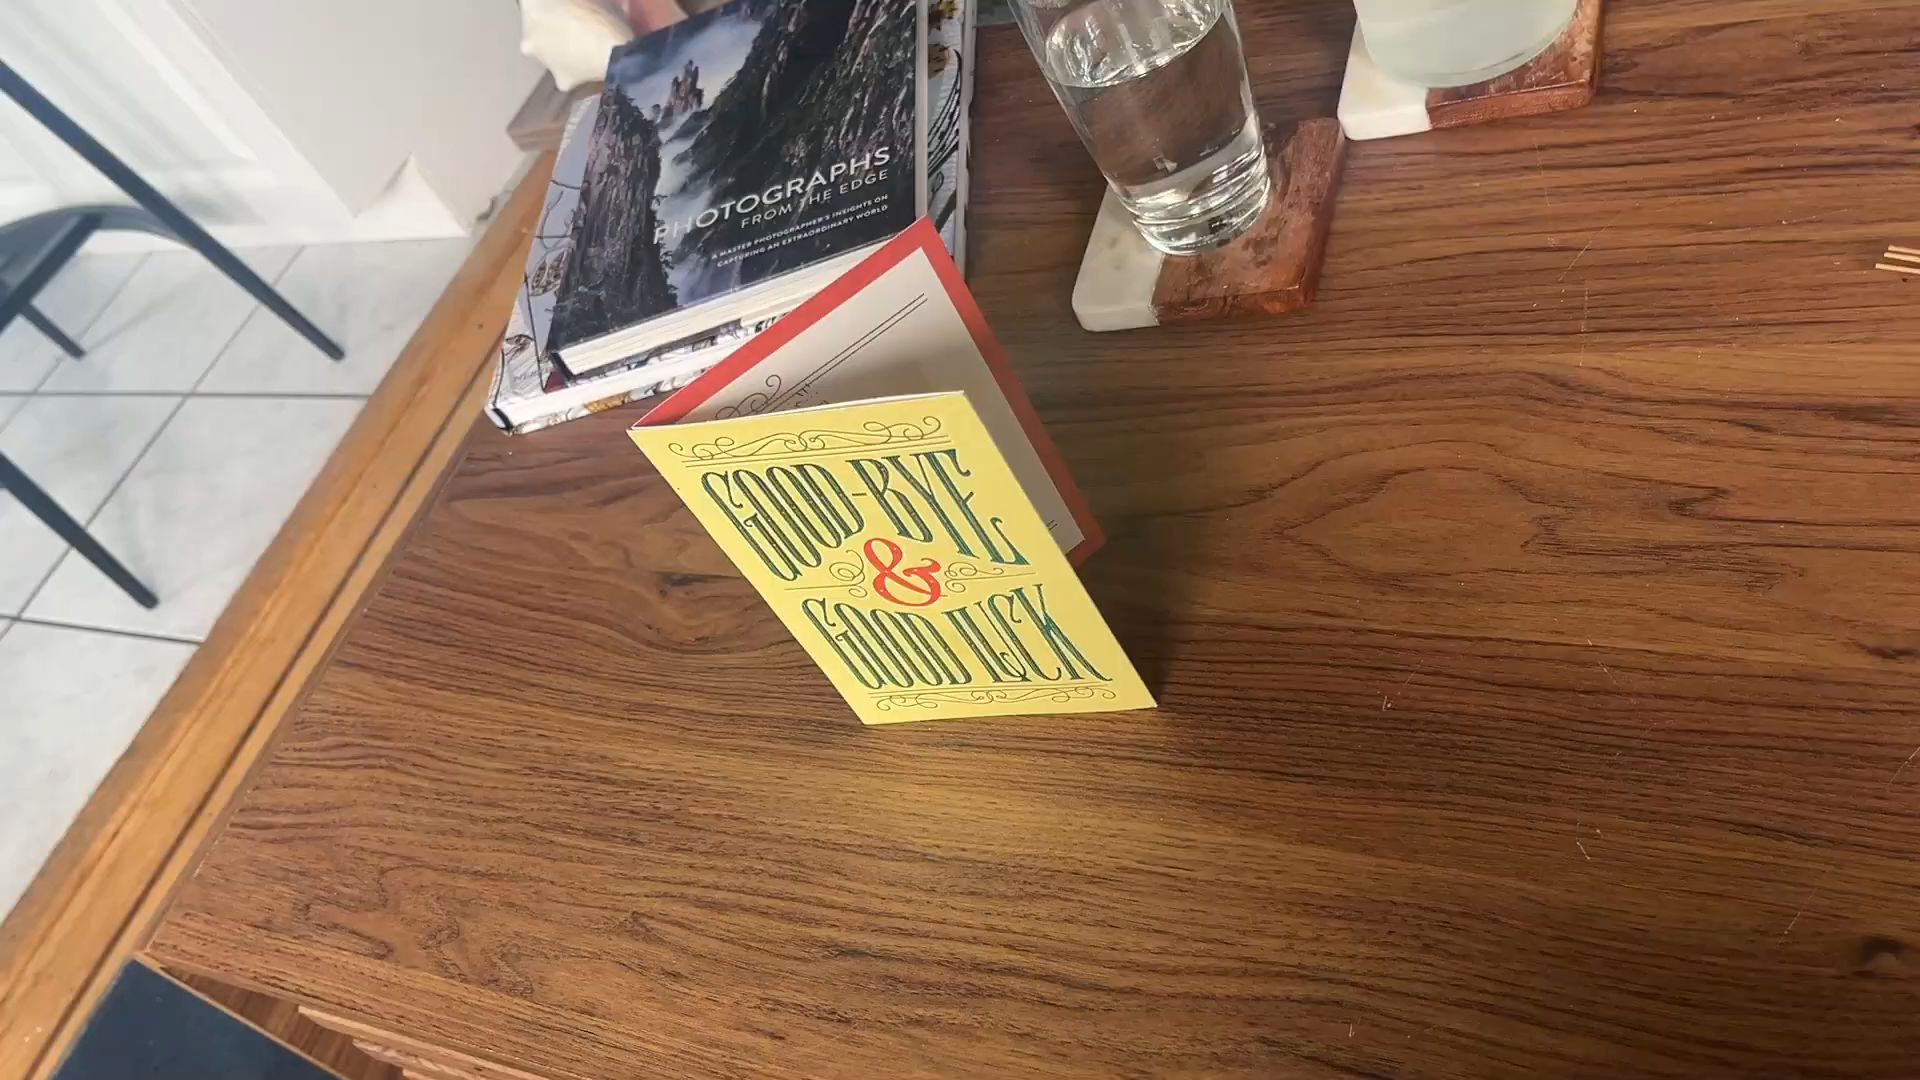 PHOTOGRAPHS
FROM THE EDGE
A MASTER PHOTOGRAPHER'S INSIGHTS ON
CAPTURING AN EXTRAORDINARY WORLD
GOOD-BYE
&
GOOD LUCK